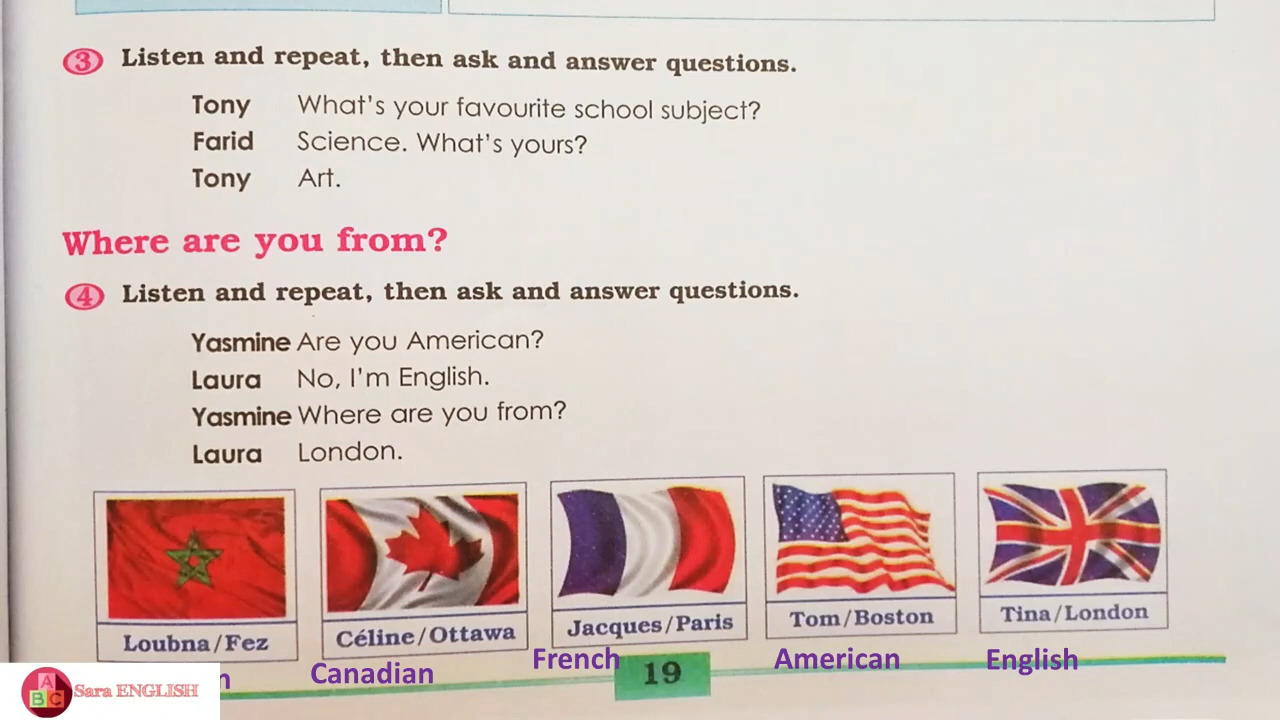 3 Listen and repeat, then ask and answer questions.
Tony What's your favourite school subject?
Farid Science. What's yours?
Tony Art.
Where are you from?
4 Listen and repeat, then ask and answer questions.
Yasmine Are you American?
Laura No, I'm English.
Yasmine Where are you from?
Laura London.
Loubna/Fez Céline/Ottawa Jacques/Paris Tom/Boston Tina/London
Canadian French American English
19
A B C Sara ENGLISH